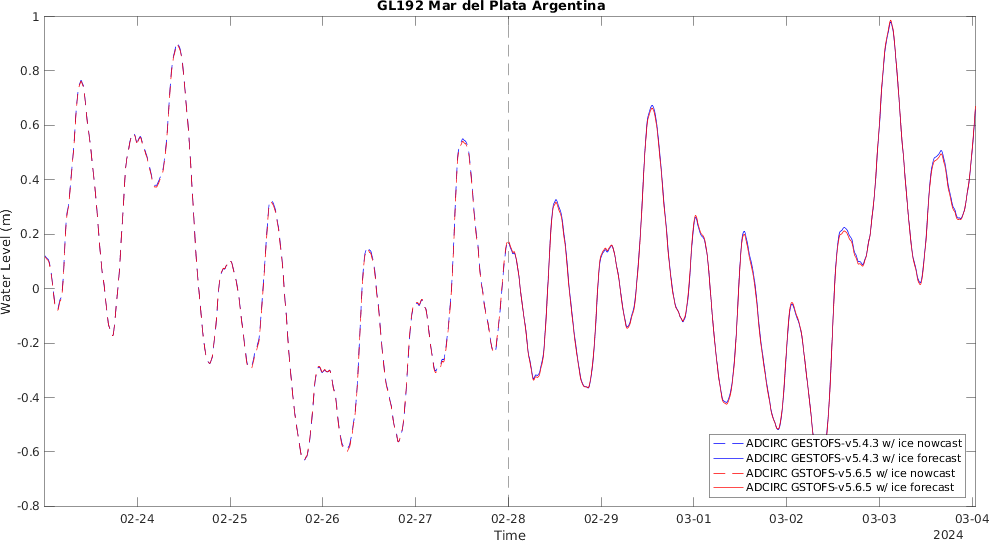 GL192 Mar del Plata Argentina
Water Level (m)
1
0.8
0.6
0.4
0.2
0
-0.2
-0.4
-0.6
-0.8
ADCIRC GESTOFS-v5.4.3 w/ ice nowcast
ADCIRC GESTOFS-v5.4.3 w/ ice forecast
ADCIRC GSTOFS-v5.6.5 w/ ice nowcast
ADCIRC GSTOFS-v5.6.5 w/ ice forecast
02-24 02-25 02-26 02-27 02-28 02-29 03-01 03-02 03-03 03-04
Time
2024